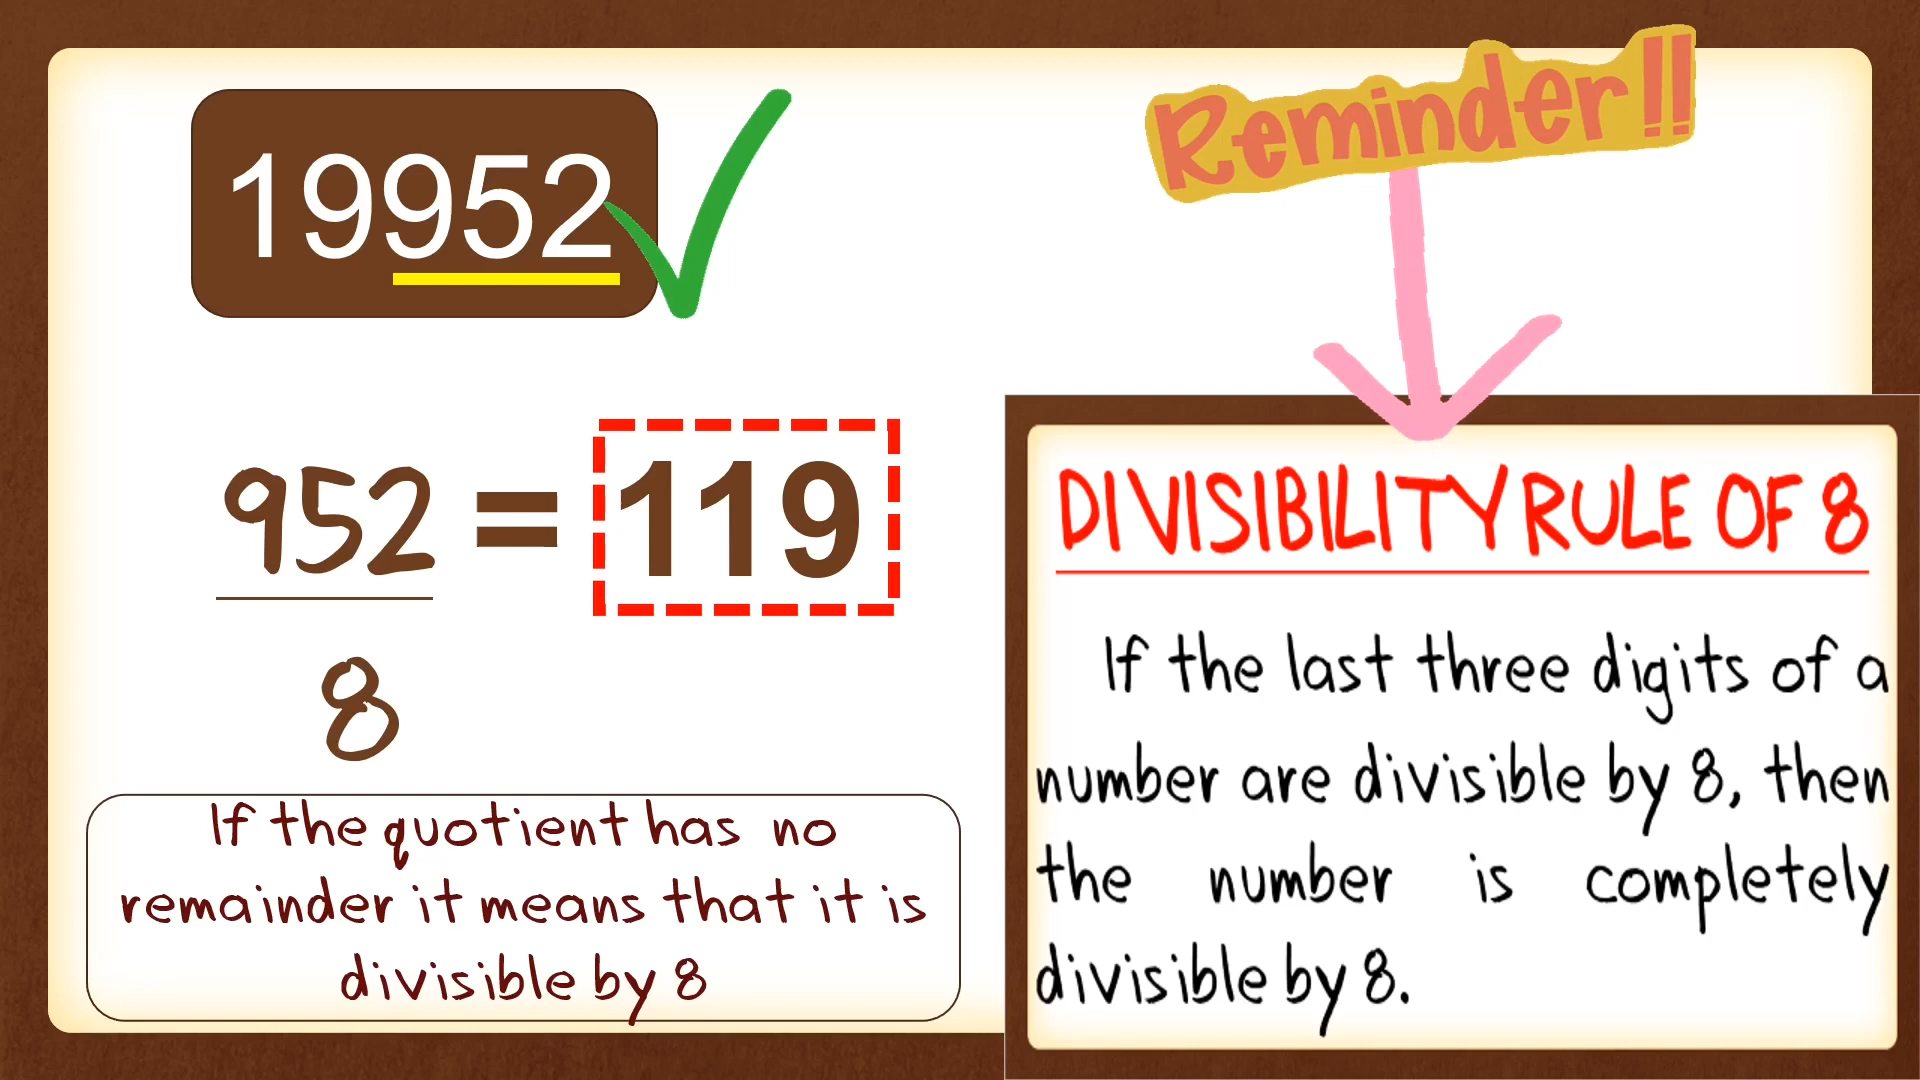 19952
Reminder!!
952 = 119
8
If the quotient has no
remainder it means that it is
divisible by 8
DIVISIBILITY RULE OF 8
If the last three digits of a
number are divisible by 8, then
the number is completely
divisible by 8.